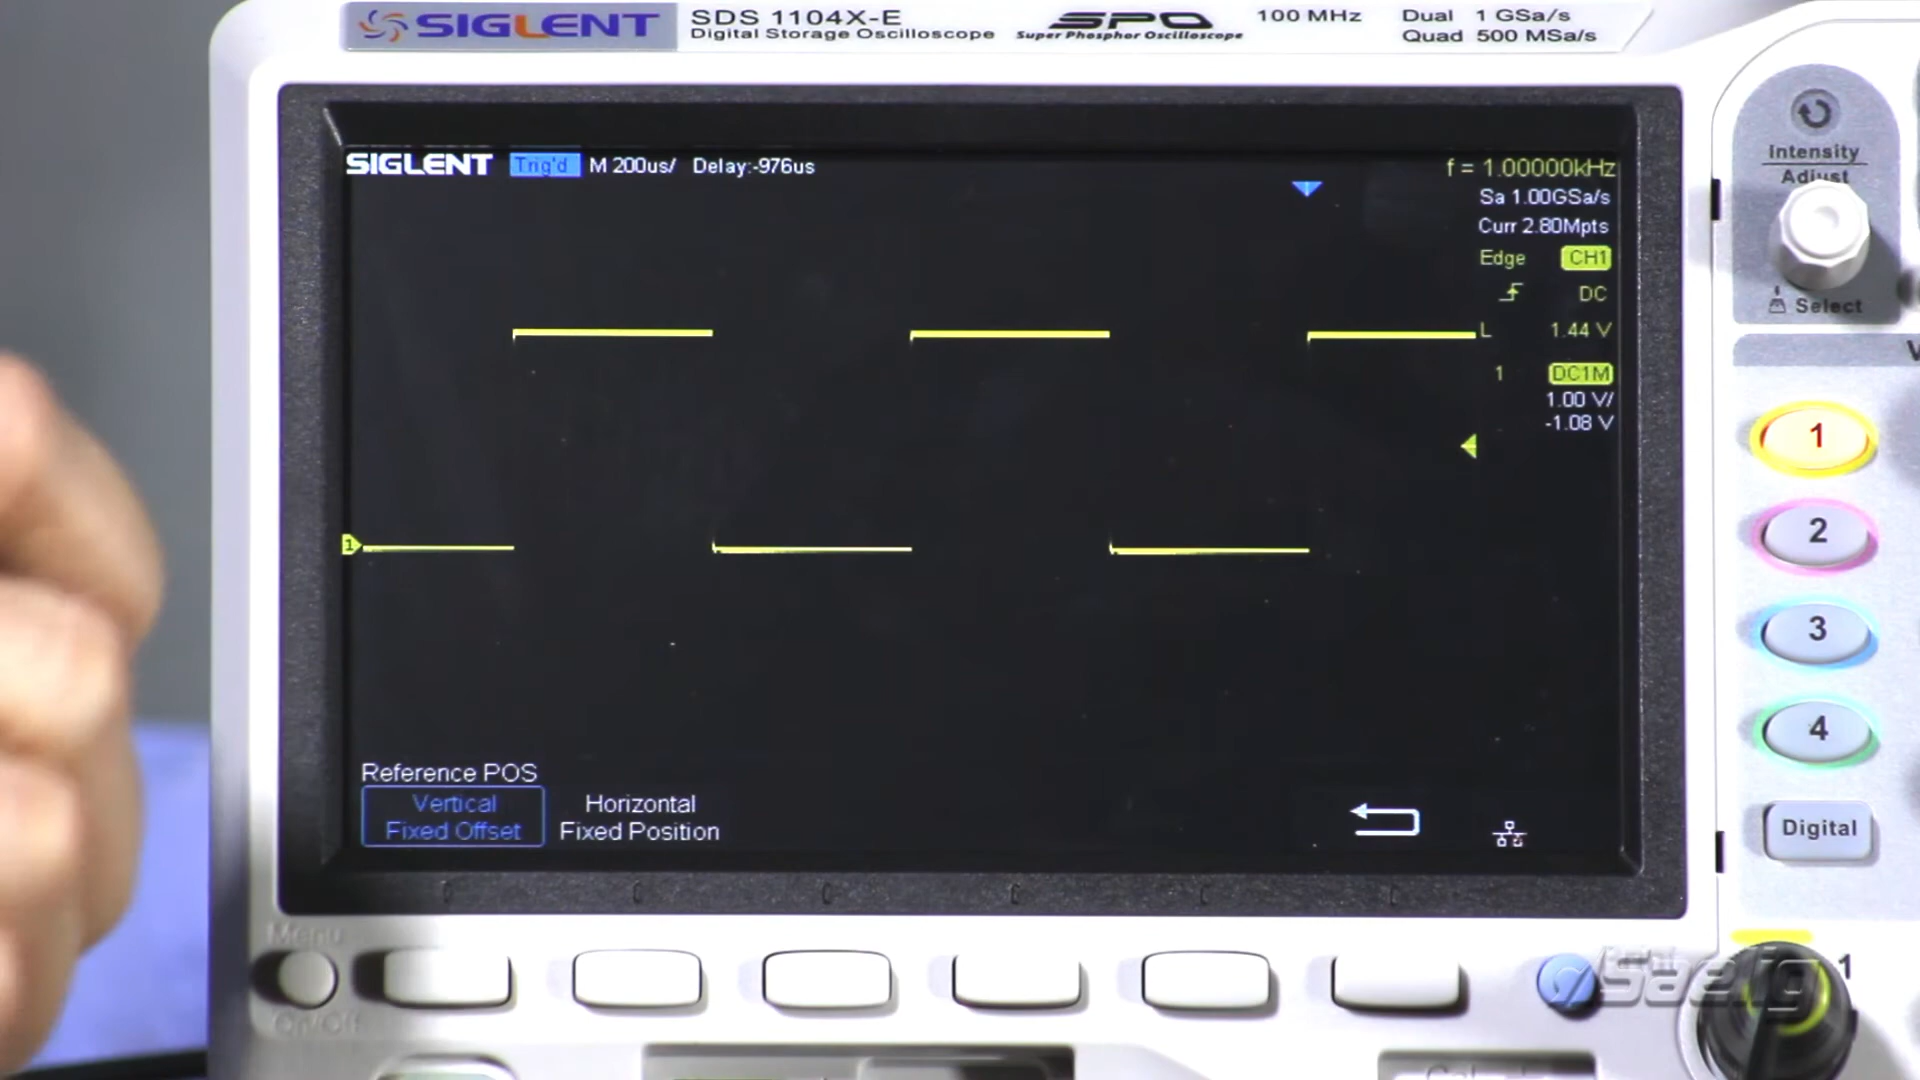 SIGLENT
SDS 1104X-E
Digital Storage Oscilloscope
SPO
Super Phosphor Oscilloscope
100 MHz
Dual 1 GSa/s
Quad 500 MSa/s
SIGLENT Trig'd M 200us/ Delay:-976us
f = 1.00000kHz
Sa 1.00GSa/s
Curr 2.80Mpts
Edge CH1
DC
L 1.44 V
1 DC1M
1.00 V/
-1.08 V
1
Reference POS
Vertical
Fixed Offset
Horizontal
Fixed Position
Intensity
Adjust
Select
1
2
3
4
Digital
Menu
On/Off
Saelig
1